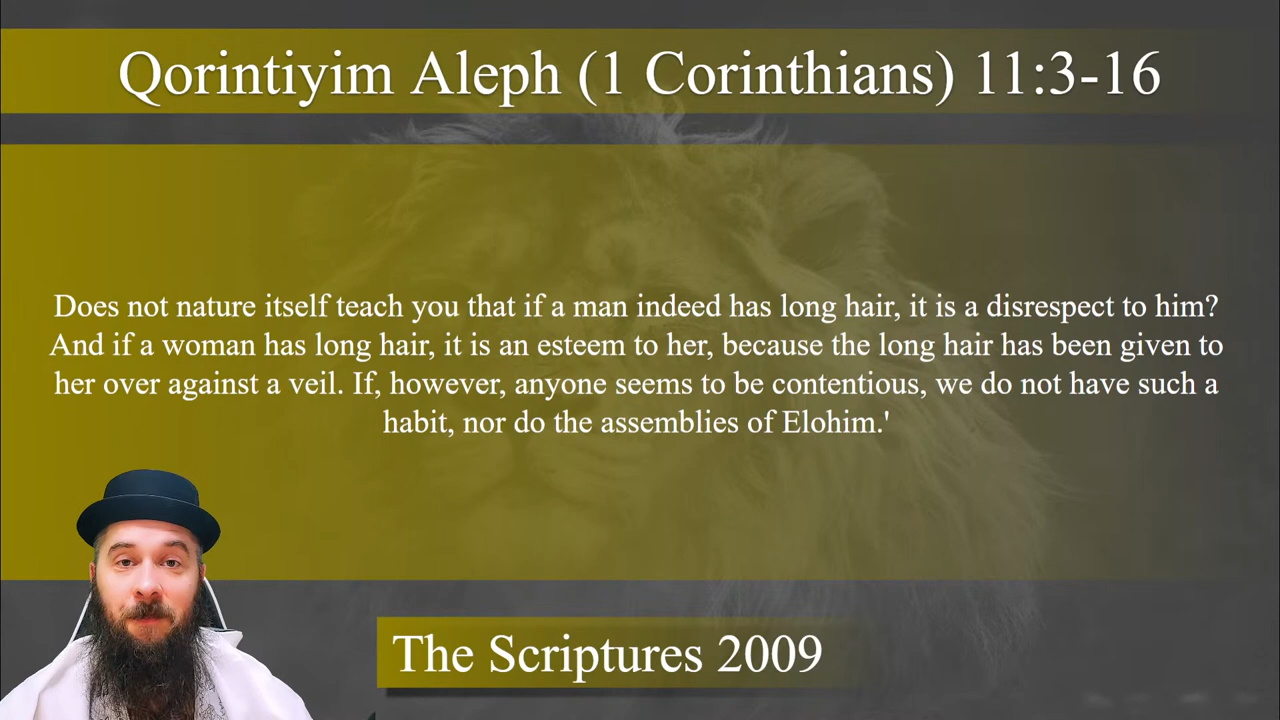 Qorintiyim Aleph (1 Corinthians) 11:3-16
Does not nature itself teach you that if a man indeed has long hair, it is a disrespect to him?
And if a woman has long hair, it is an esteem to her, because the long hair has been given to
her over against a veil. If, however, anyone seems to be contentious, we do not have such a
habit, nor do the assemblies of Elohim.'
The Scriptures 2009